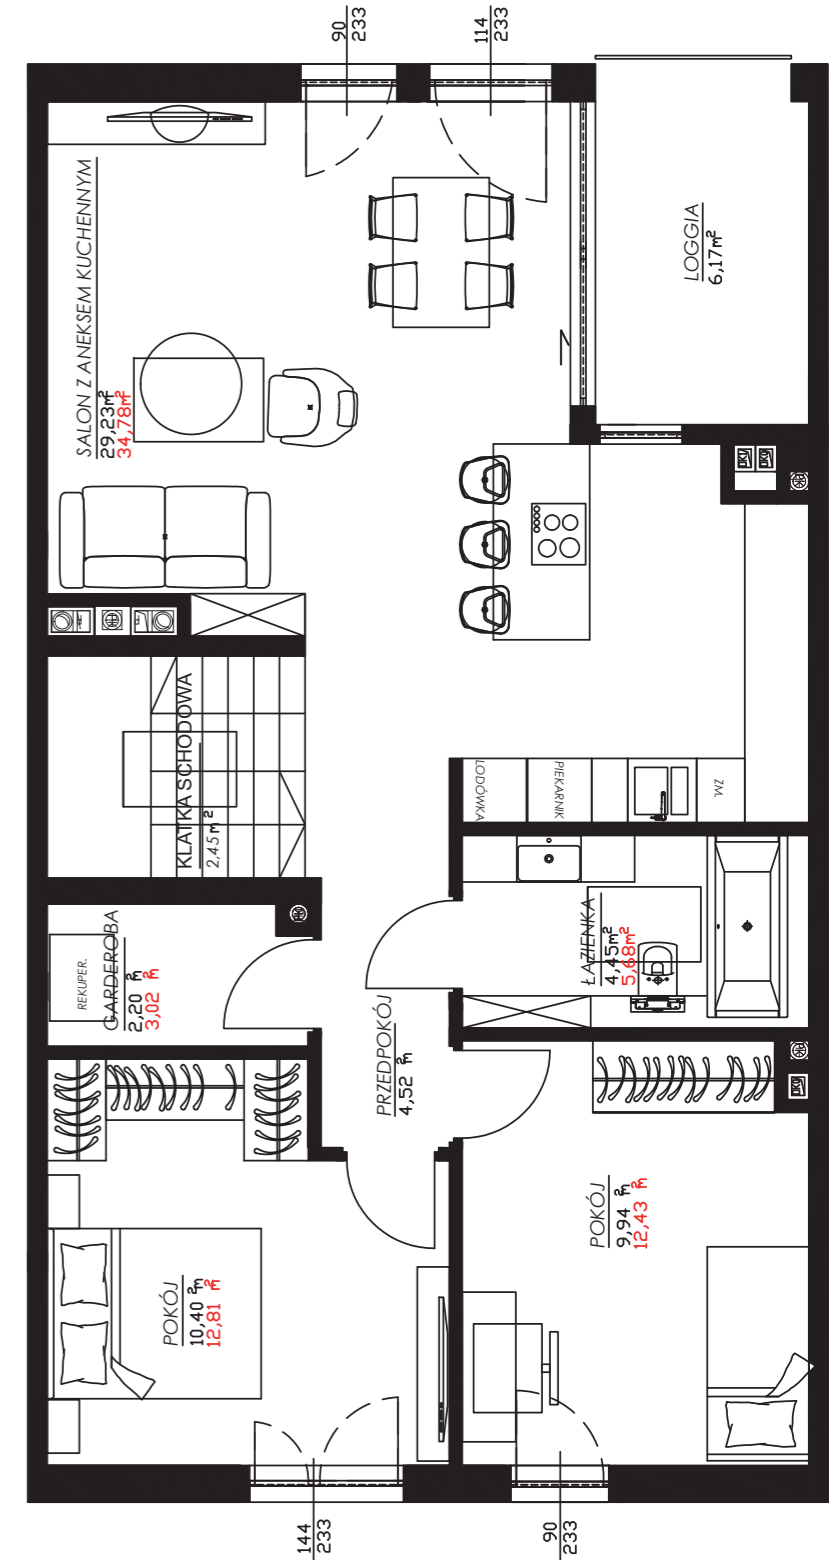 90
233
114
233
SALON Z ANEKSEM KUCHENNYM
29,23m²
34,78m²
LOGGIA
6,17m²
KLATKA SCHODOWA
2,45 m²
LODÓWKA
PIEKARNIK
ZM.
GARDEROBA
2,20 m²
3,02 m²
REKUPER.
ŁAZIENKA
4,45m²
5,68m²
PRZEDPOKÓJ
4,52 m²
POKÓJ
10,40 m²
12,81 m²
POKÓJ
9,94 m²
12,43 m²
144
233
90
233